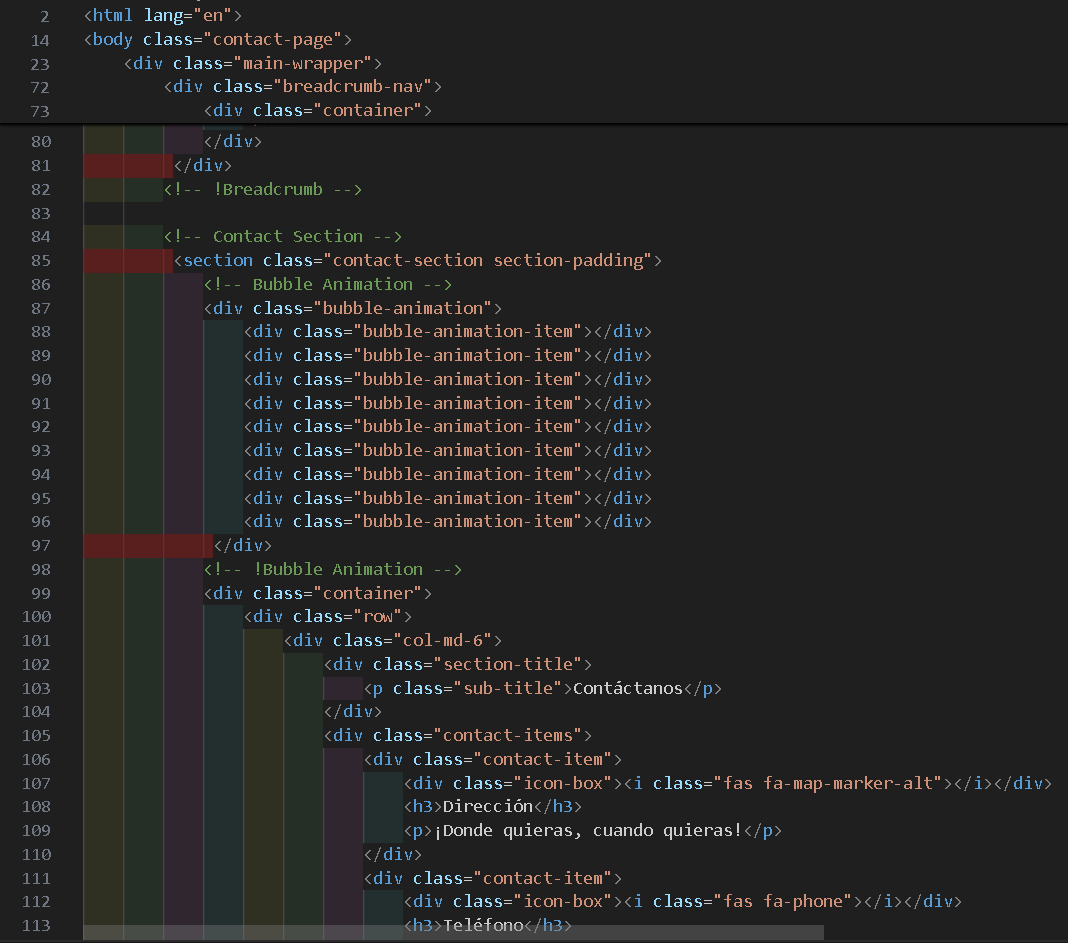 2 <html lang="en">
14 <body class="contact-page">
23 <div class="main-wrapper">
72 <div class="breadcrumb-nav">
73 <div class="container">
80 </div>
81 </div>
82 <!-- !Breadcrumb -->
83
84 <!-- Contact Section -->
85 <section class="contact-section section-padding">
86 <!-- Bubble Animation -->
87 <div class="bubble-animation">
88 <div class="bubble-animation-item"></div>
89 <div class="bubble-animation-item"></div>
90 <div class="bubble-animation-item"></div>
91 <div class="bubble-animation-item"></div>
92 <div class="bubble-animation-item"></div>
93 <div class="bubble-animation-item"></div>
94 <div class="bubble-animation-item"></div>
95 <div class="bubble-animation-item"></div>
96 <div class="bubble-animation-item"></div>
97 </div>
98 <!-- !Bubble Animation -->
99 <div class="container">
100 <div class="row">
101 <div class="col-md-6">
102 <div class="section-title">
103 <p class="sub-title">Contáctanos</p>
104 </div>
105 <div class="contact-items">
106 <div class="contact-item">
107 <div class="icon-box"><i class="fas fa-map-marker-alt"></i></div>
108 <h3>Dirección</h3>
109 <p>¡Donde quieras, cuando quieras!</p>
110 </div>
111 <div class="contact-item">
112 <div class="icon-box"><i class="fas fa-phone"></i></div>
113 <h3>Teléfono</h3>